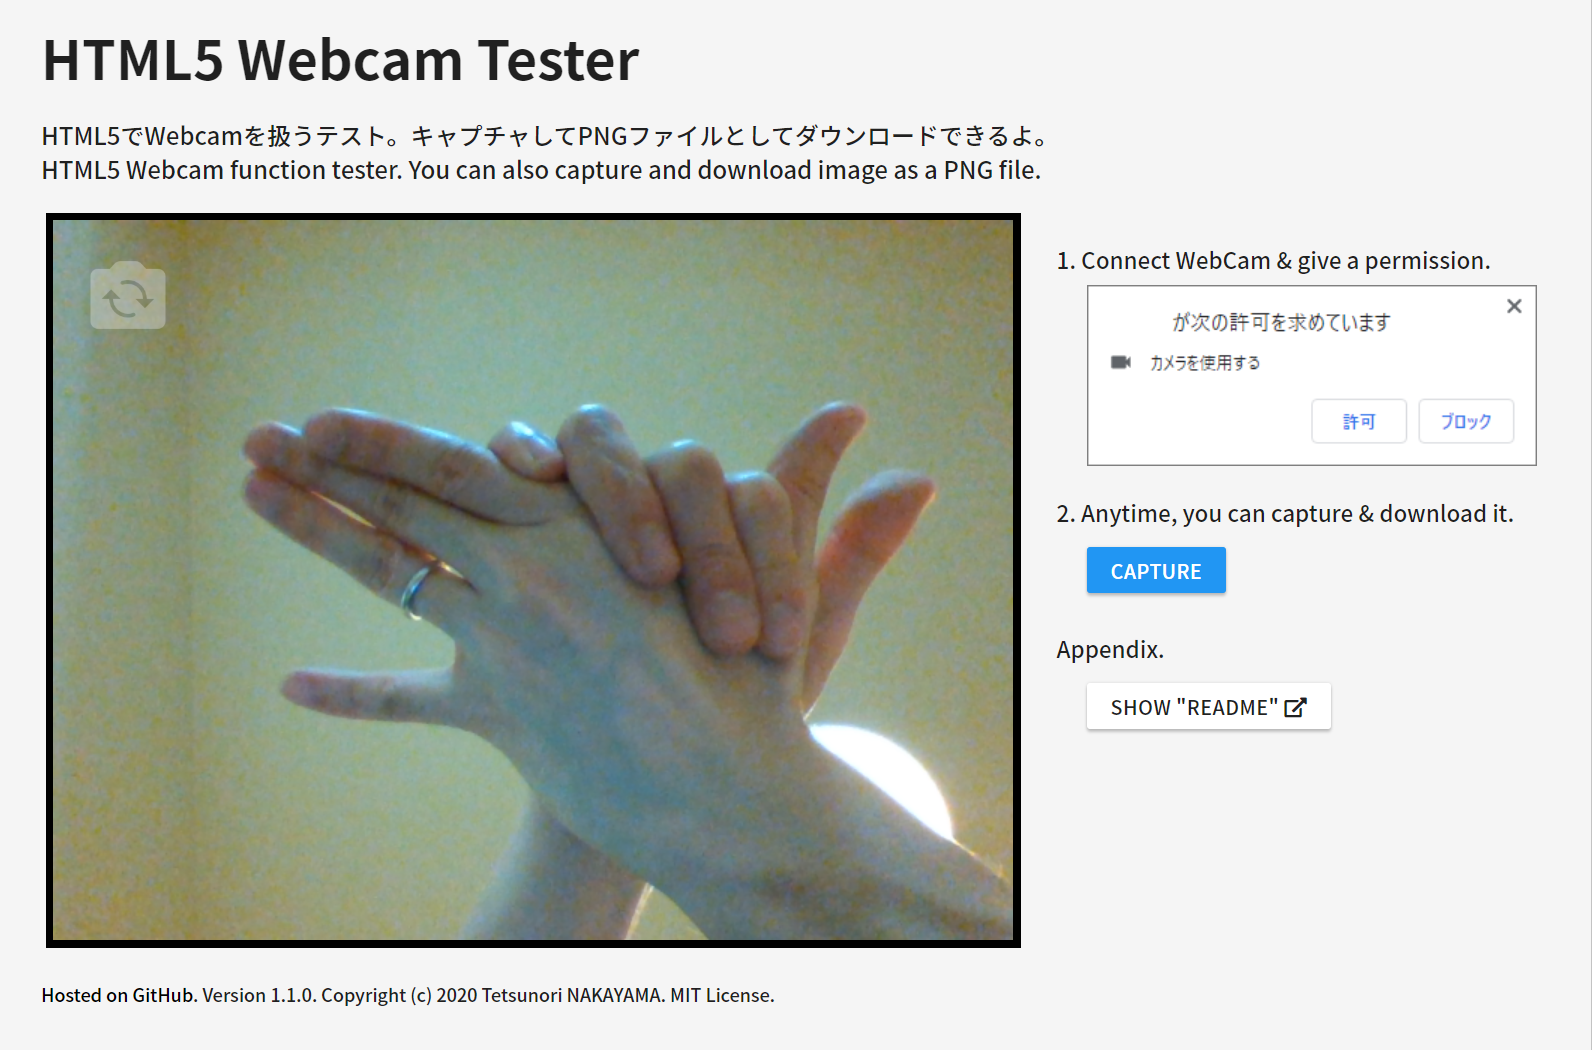 HTML5 Webcam Tester
HTML5でWebcamを扱うテスト。キャプチャしてPNGファイルとしてダウンロードできるよ。
HTML5 Webcam function tester. You can also capture and download image as a PNG file.
1. Connect WebCam & give a permission.
が次の許可を求めています
カメラを使用する
許可
ブロック
2. Anytime, you can capture & download it.
CAPTURE
Appendix.
SHOW "README"
Hosted on GitHub. Version 1.1.0. Copyright (c) 2020 Tetsunori NAKAYAMA. MIT License.